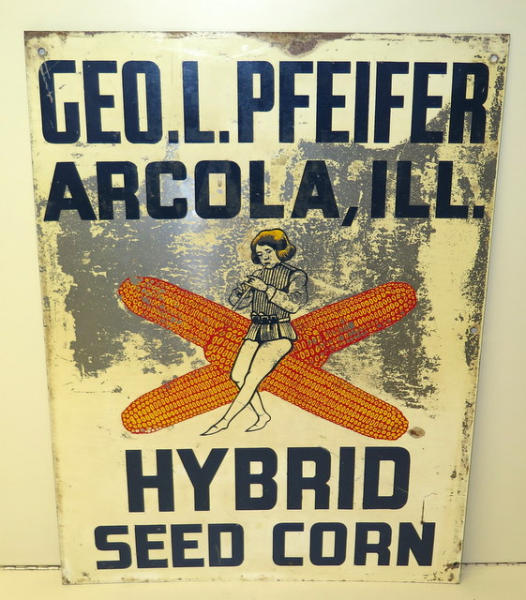 GEO.L.PFEIFER
ARCOLA, ILL.
HYBRID
SEED CORN